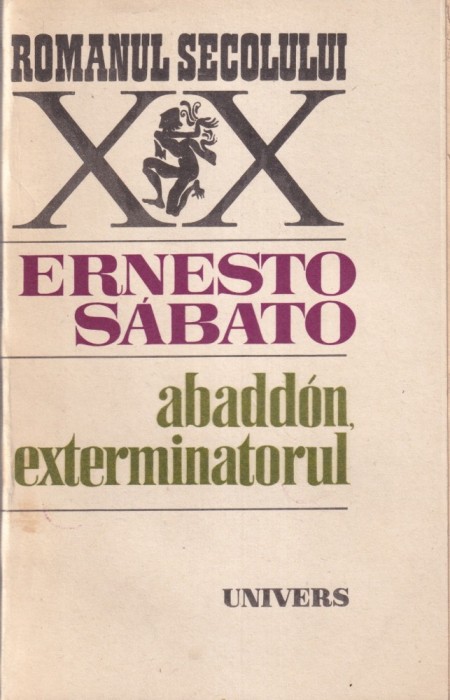 ROMANUL SECOLULUI
XX
ERNESTO
SÁBATO
abaddón,
exterminatorul
UNIVERS